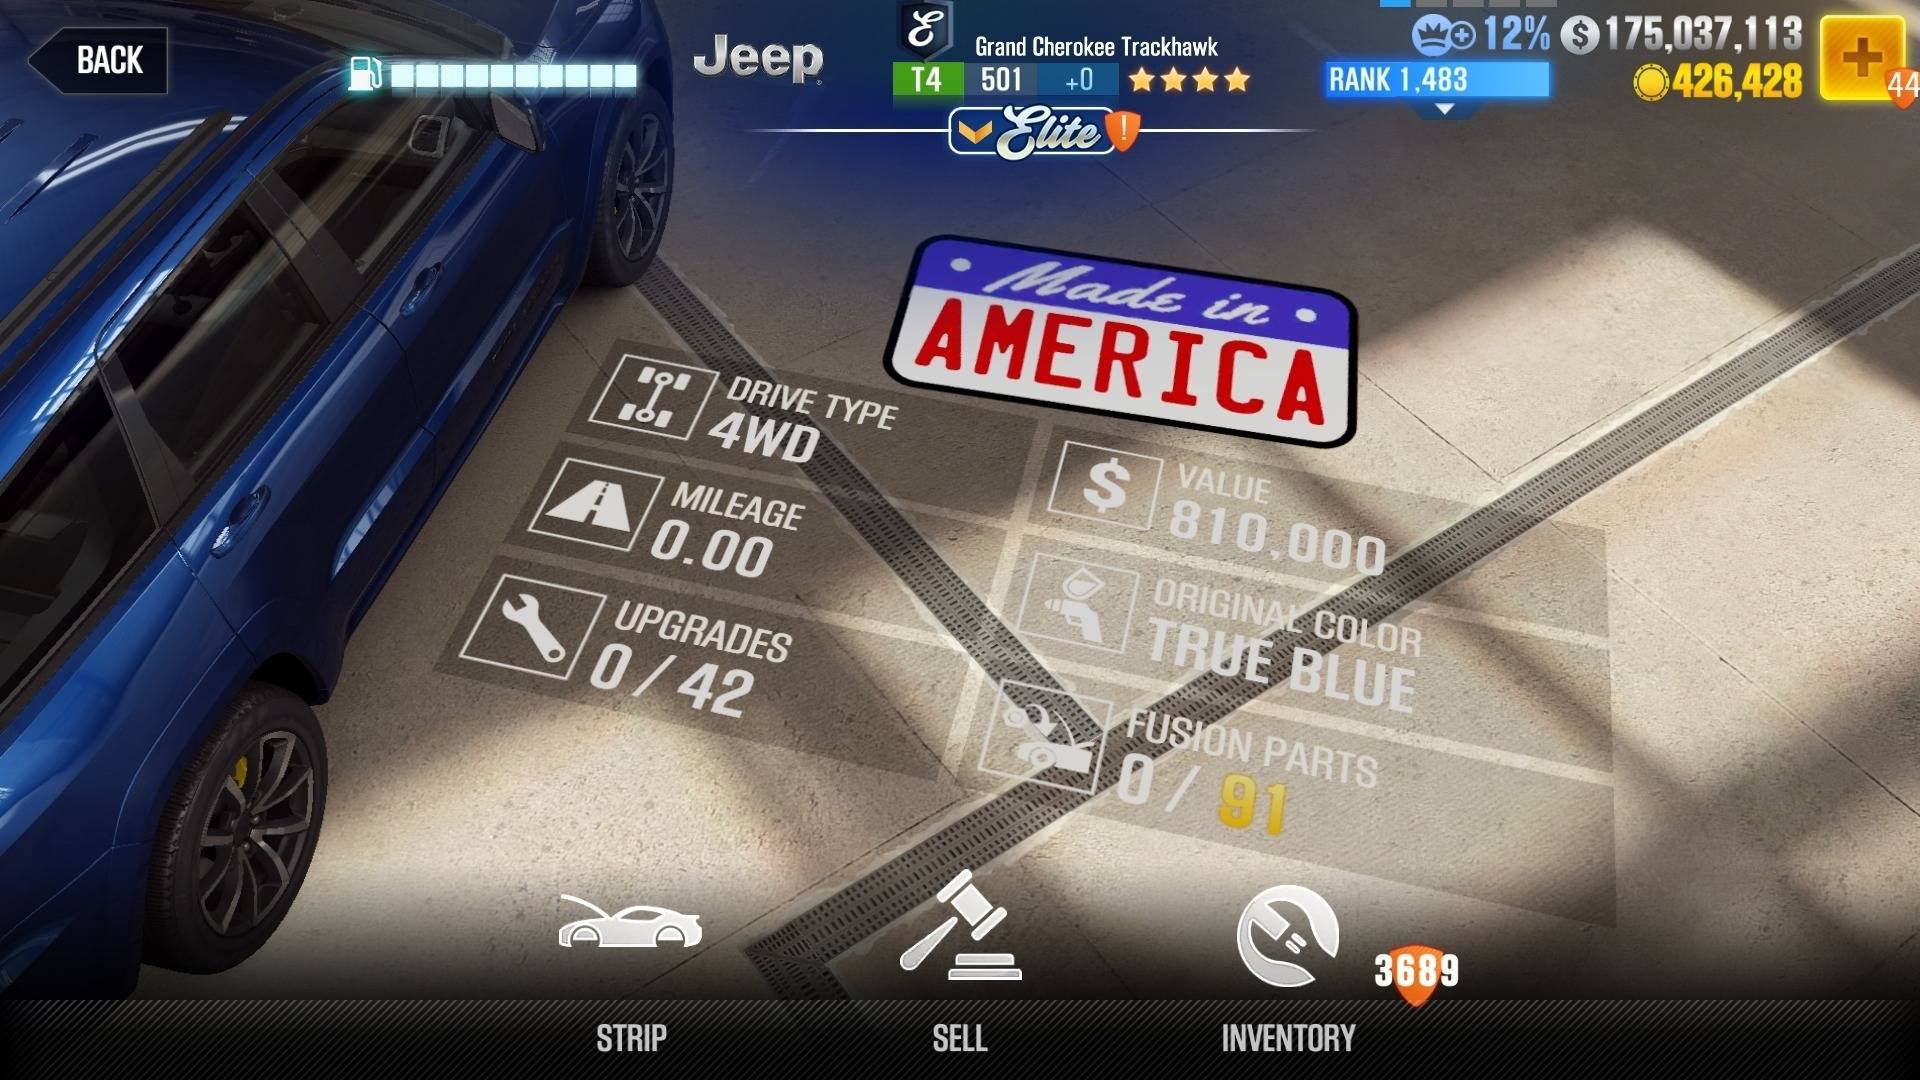 BACK
Jeep
E
Grand Cherokee Trackhawk
T4 501 +0
Elite !
12%
175,037,113
RANK 1,483
426,428
44
Made in
AMERICA
DRIVE TYPE
4WD
MILEAGE
0.00
UPGRADES
0/42
$
VALUE
810,000
ORIGINAL COLOR
TRUE BLUE
FUSION PARTS
0/ 91
3689
STRIP
SELL
INVENTORY